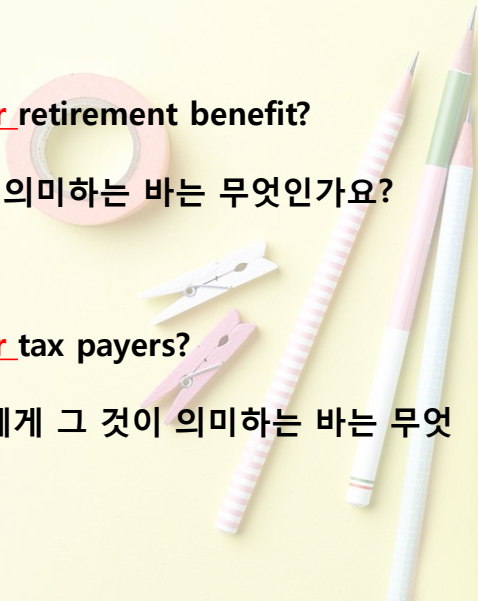 r retirement benefit?
의미하는 바는 무엇인가요?
r tax payers?
에게 그 것이 의미하는 바는 무엇